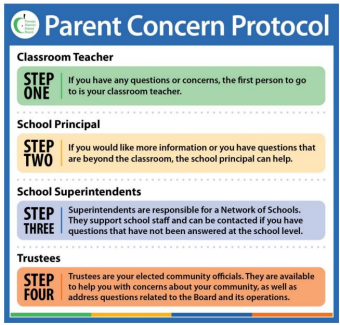 Parent Concern Protocol
Classroom Teacher
STEP ONE
If you have any questions or concerns, the first person to go
to is your classroom teacher.
School Principal
STEP TWO
If you would like more information or you have questions that
are beyond the classroom, the school principal can help.
School Superintendents
STEP THREE
Superintendents are responsible for a Network of Schools.
They support school staff and can be contacted if you have
questions that have not been answered at the school level.
Trustees
STEP FOUR
Trustees are your elected community officials. They are available
to help you with concerns about your community, as well as
address questions related to the Board and its operations.